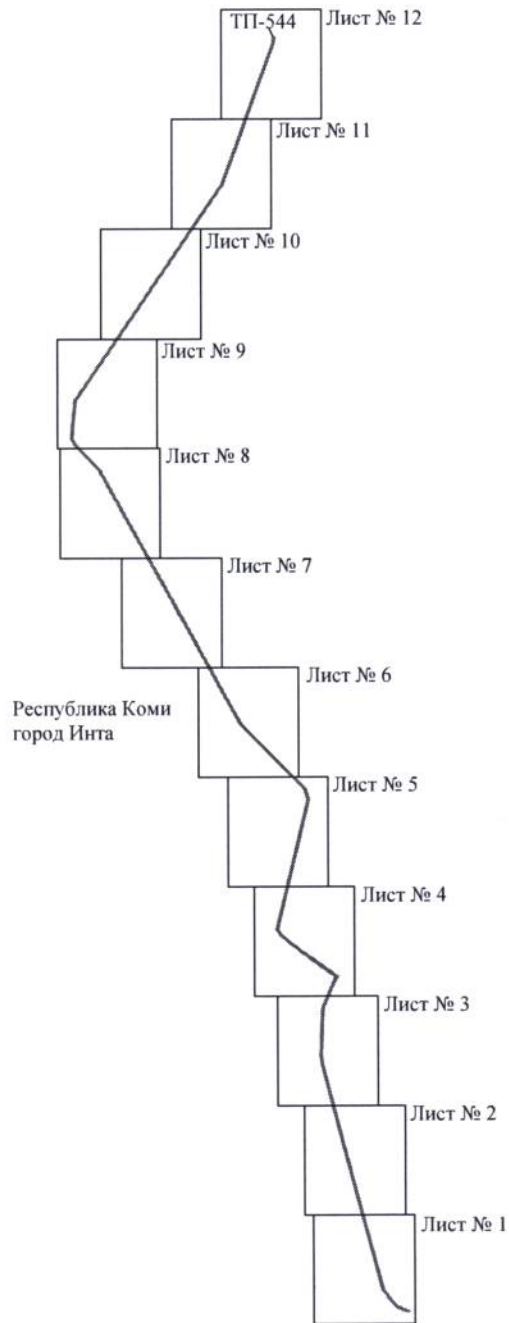 ТП-544
Лист № 12
Лист № 11
Лист № 10
Лист № 9
Лист № 8
Лист № 7
Лист № 6
Республика Коми
город Инта
Лист № 5
Лист № 4
Лист № 3
Лист № 2
Лист № 1